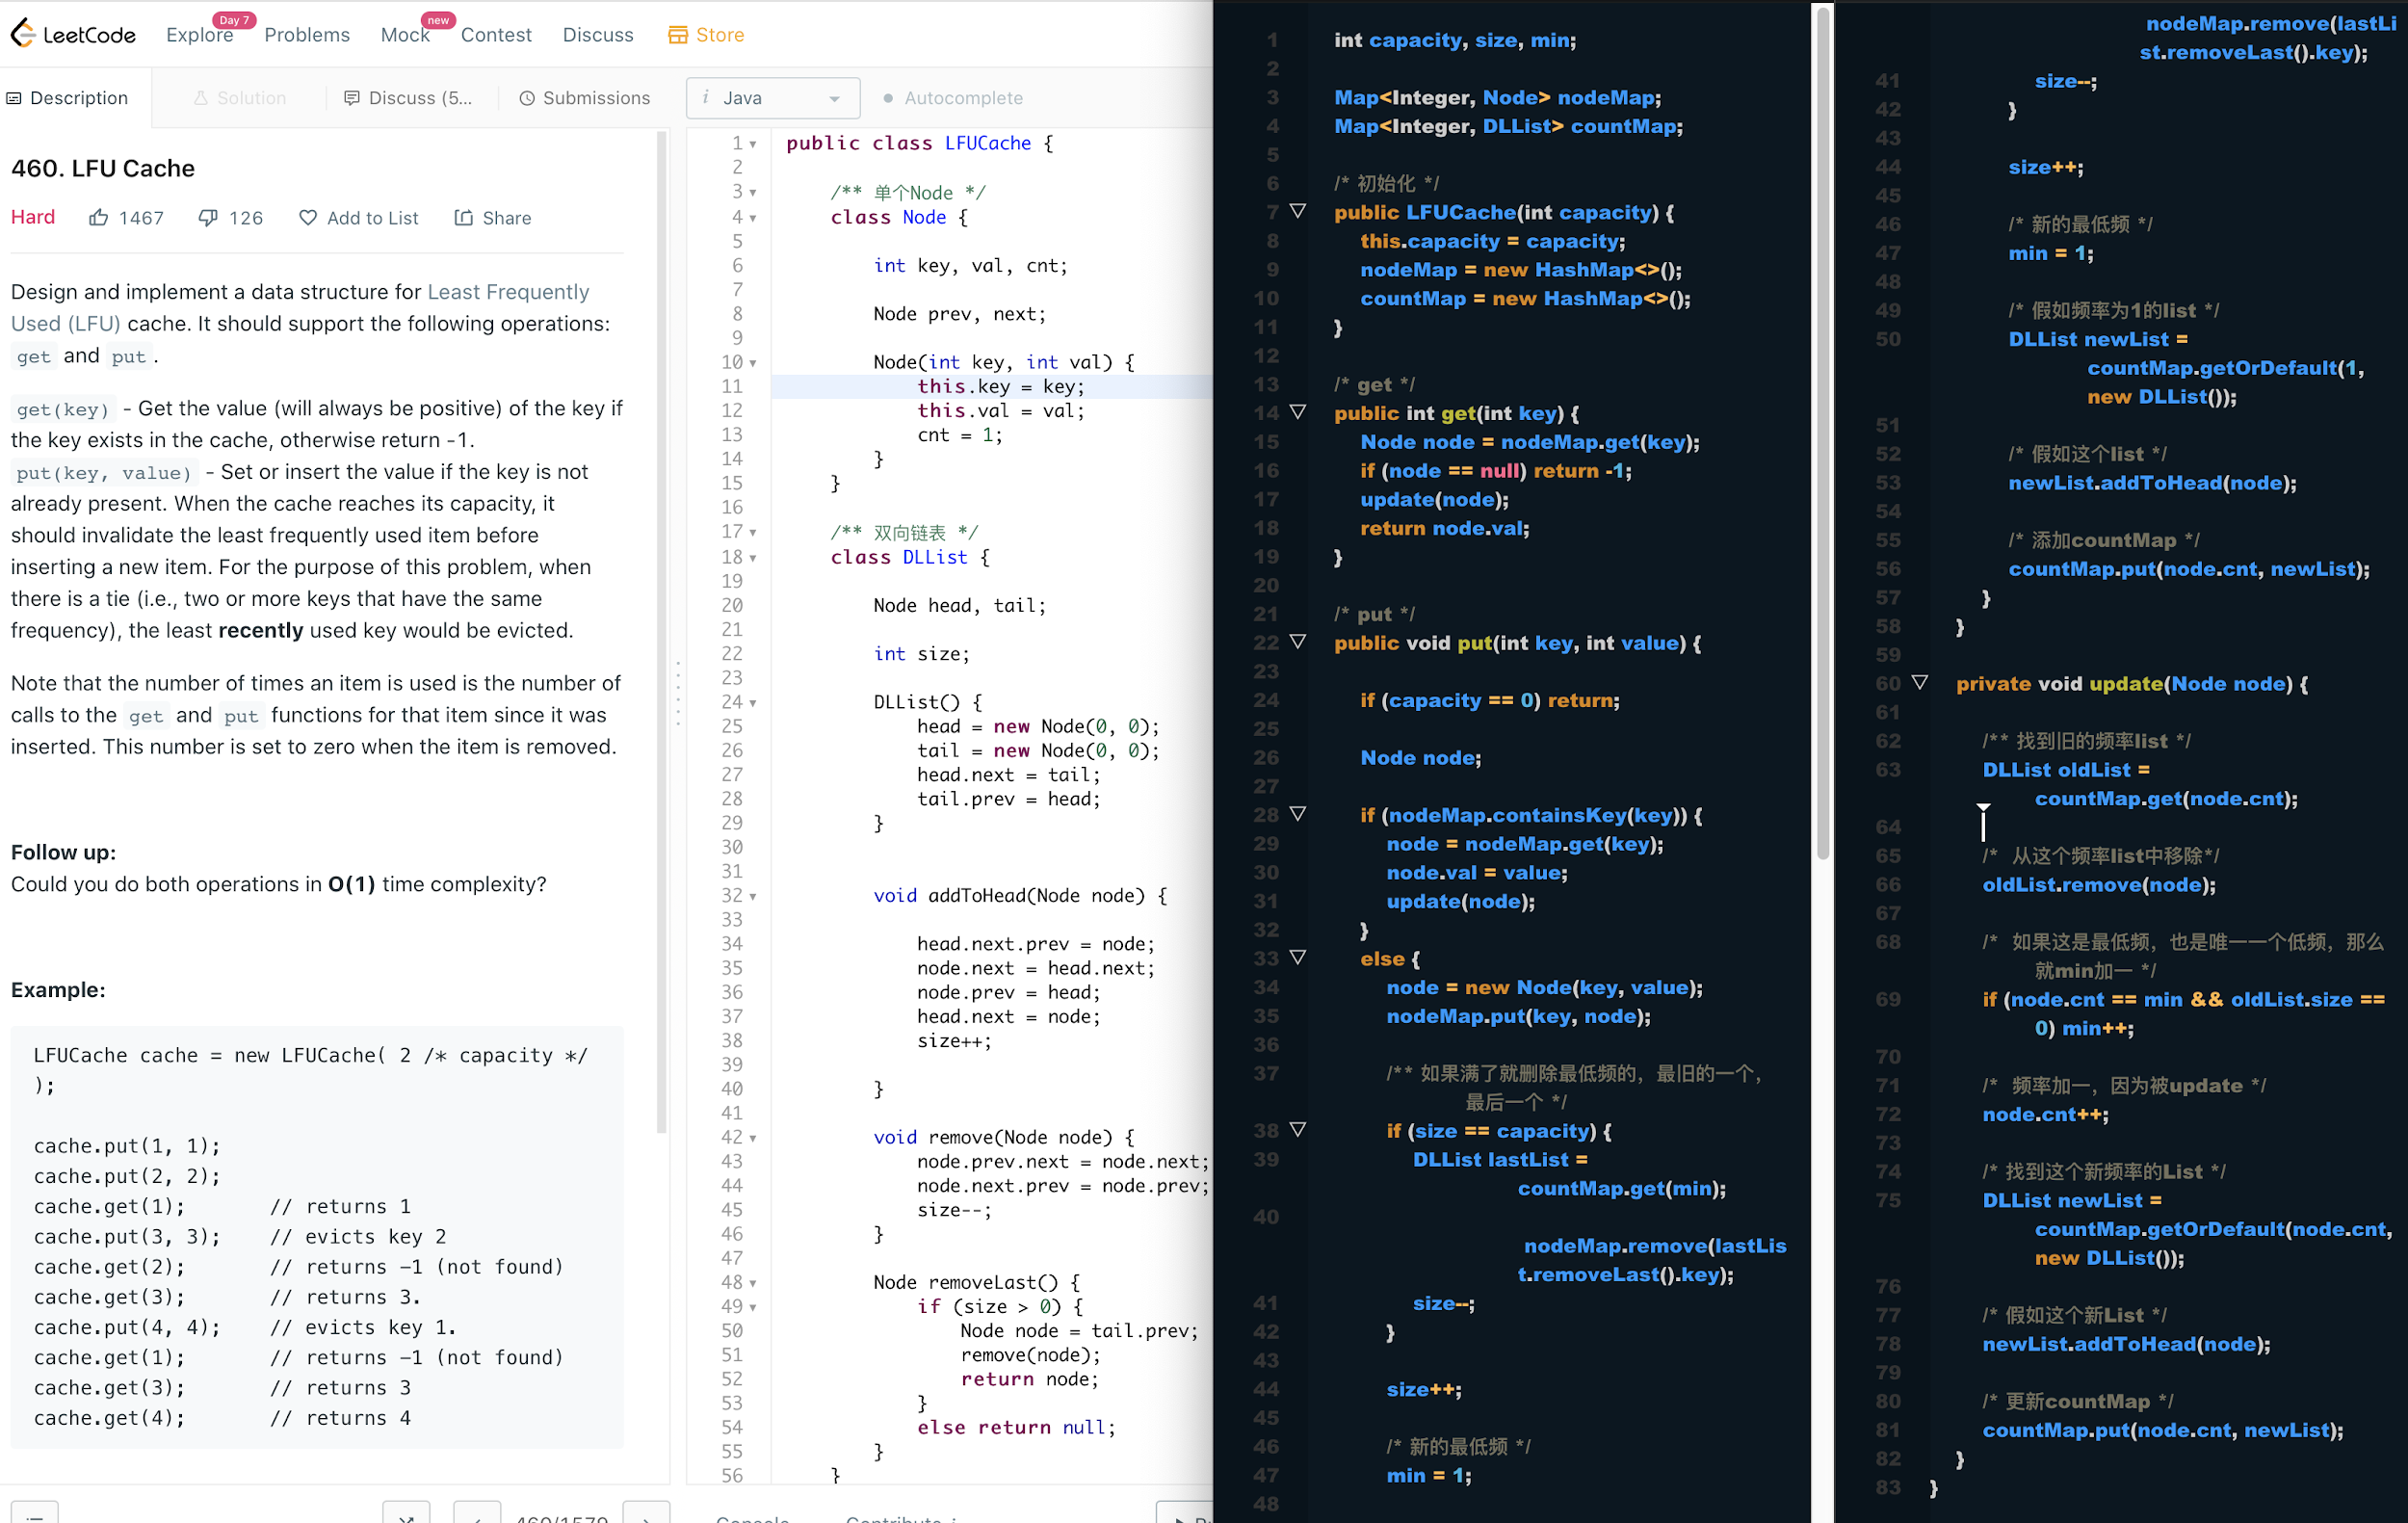 LeetCode
Explore
Day 7
Problems
Mock
new
Contest
Discuss
Store
Description
Solution
Discuss (5...
Submissions
i Java
Autocomplete
460. LFU Cache
Hard 1467 126 Add to List Share
Design and implement a data structure for Least Frequently
Used (LFU) cache. It should support the following operations:
get and put .
get(key) - Get the value (will always be positive) of the key if
the key exists in the cache, otherwise return -1.
put(key, value) - Set or insert the value if the key is not
already present. When the cache reaches its capacity, it
should invalidate the least frequently used item before
inserting a new item. For the purpose of this problem, when
there is a tie (i.e., two or more keys that have the same
frequency), the least recently used key would be evicted.
Note that the number of times an item is used is the number of
calls to the get and put functions for that item since it was
inserted. This number is set to zero when the item is removed.
Follow up:
Could you do both operations in O(1) time complexity?
Example:
LFUCache cache = new LFUCache( 2 /* capacity */
);
cache.put(1, 1);
cache.put(2, 2);
cache.get(1);       // returns 1
cache.put(3, 3);    // evicts key 2
cache.get(2);       // returns -1 (not found)
cache.get(3);       // returns 3.
cache.put(4, 4);    // evicts key 1.
cache.get(1);       // returns -1 (not found)
cache.get(3);       // returns 3
cache.get(4);       // returns 4
460/1579
1 public class LFUCache {
2
3 /** 单个Node */
4 class Node {
5
6 int key, val, cnt;
7
8 Node prev, next;
9
10 Node(int key, int val) {
11 this.key = key;
12 this.val = val;
13 cnt = 1;
14 }
15 }
16
17 /** 双向链表 */
18 class DLList {
19
20 Node head, tail;
21
22 int size;
23
24 DLList() {
25 head = new Node(0, 0);
26 tail = new Node(0, 0);
27 head.next = tail;
28 tail.prev = head;
29 }
30
31
32 void addToHead(Node node) {
33
34 head.next.prev = node;
35 node.next = head.next;
36 node.prev = head;
37 head.next = node;
38 size++;
39
40 }
41
42 void remove(Node node) {
43 node.prev.next = node.next;
44 node.next.prev = node.prev;
45 size--;
46 }
47
48 Node removeLast() {
49 if (size > 0) {
50 Node node = tail.prev;
51 remove(node);
52 return node;
53 }
54 else return null;
55 }
56 }
Console Contribute i
1 int capacity, size, min;
2
3 Map<Integer, Node> nodeMap;
4 Map<Integer, DLList> countMap;
5
6 /* 初始化 */
7 public LFUCache(int capacity) {
8 this.capacity = capacity;
9 nodeMap = new HashMap<>();
10 countMap = new HashMap<>();
11 }
12
13 /* get */
14 public int get(int key) {
15 Node node = nodeMap.get(key);
16 if (node == null) return -1;
17 update(node);
18 return node.val;
19 }
20
21 /* put */
22 public void put(int key, int value) {
23
24 if (capacity == 0) return;
25
26 Node node;
27
28 if (nodeMap.containsKey(key)) {
29 node = nodeMap.get(key);
30 node.val = value;
31 update(node);
32 }
33 else {
34 node = new Node(key, value);
35 nodeMap.put(key, node);
36
37 /** 如果满了就删除最低频的，最旧的一个，
最后一个 */
38 if (size == capacity) {
39 DLList lastList =
countMap.get(min);
40
nodeMap.remove(lastLis
t.removeLast().key);
41 size--;
42 }
43
44 size++;
45
46 /* 新的最低频 */
47 min = 1;
48
nodeMap.remove(lastLi
st.removeLast().key);
41 size--;
42 }
43
44 size++;
45
46 /* 新的最低频 */
47 min = 1;
48
49 /* 假如频率为1的list */
50 DLList newList =
countMap.getOrDefault(1,
new DLList());
51
52 /* 假如这个list */
53 newList.addToHead(node);
54
55 /* 添加countMap */
56 countMap.put(node.cnt, newList);
57 }
58 }
59
60 private void update(Node node) {
61
62 /** 找到旧的频率list */
63 DLList oldList =
countMap.get(node.cnt);
64
65 /* 从这个频率list中移除*/
66 oldList.remove(node);
67
68 /* 如果这是最低频，也是唯一一个低频，那么
就min加一 */
69 if (node.cnt == min && oldList.size ==
0) min++;
70
71 /* 频率加一，因为被update */
72 node.cnt++;
73
74 /* 找到这个新频率的List */
75 DLList newList =
countMap.getOrDefault(node.cnt,
new DLList());
76
77 /* 假如这个新List */
78 newList.addToHead(node);
79
80 /* 更新countMap */
81 countMap.put(node.cnt, newList);
82 }
83 }